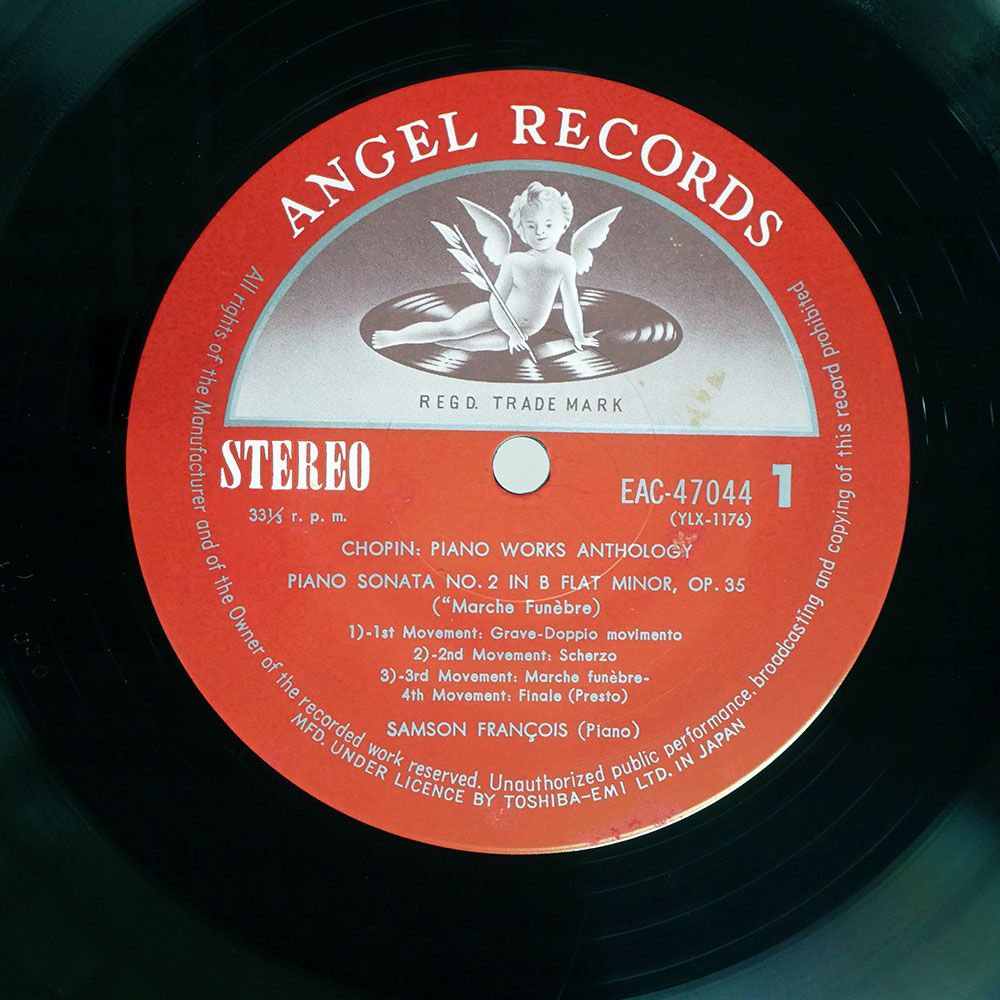 ANGEL RECORDS
REGD. TRADE MARK
STEREO
33⅓ r. p. m.
EAC-47044 1
(YLX-1176)
CHOPIN: PIANO WORKS ANTHOLOGY
PIANO SONATA NO. 2 IN B FLAT MINOR, OP. 35
(“Marche Funèbre)
1)-1st Movement: Grave-Doppio movimento
2)-2nd Movement: Scherzo
3)-3rd Movement: Marche funèbre-
4th Movement: Finale (Presto)
SAMSON FRANÇOIS (Piano)
All rights of the Manufacturer and of the Owner of the recorded work reserved. Unauthorized public performance, broadcasting and copying of this record prohibited
MFD. UNDER LICENCE BY TOSHIBA-EMI LTD. IN JAPAN